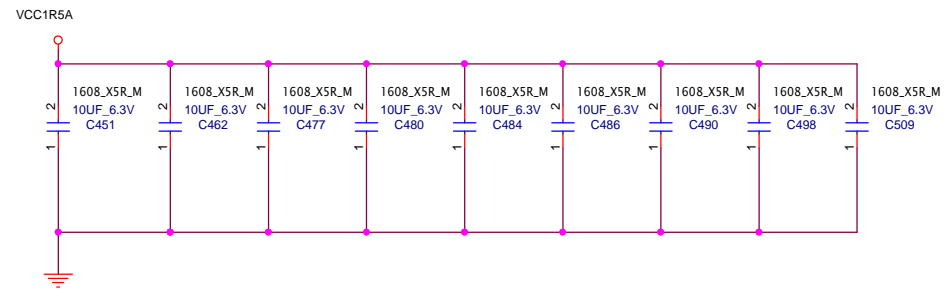 VCC1R5A
1608_X5R_M 1608_X5R_M 1608_X5R_M 1608_X5R_M 1608_X5R_M 1608_X5R_M 1608_X5R_M 1608_X5R_M 1608_X5R_M
2 10UF_6.3V 2 10UF_6.3V 2 10UF_6.3V 2 10UF_6.3V 2 10UF_6.3V 2 10UF_6.3V 2 10UF_6.3V 2 10UF_6.3V 2 10UF_6.3V
C451 C462 C477 C480 C484 C486 C490 C498 C509
1 1 1 1 1 1 1 1 1